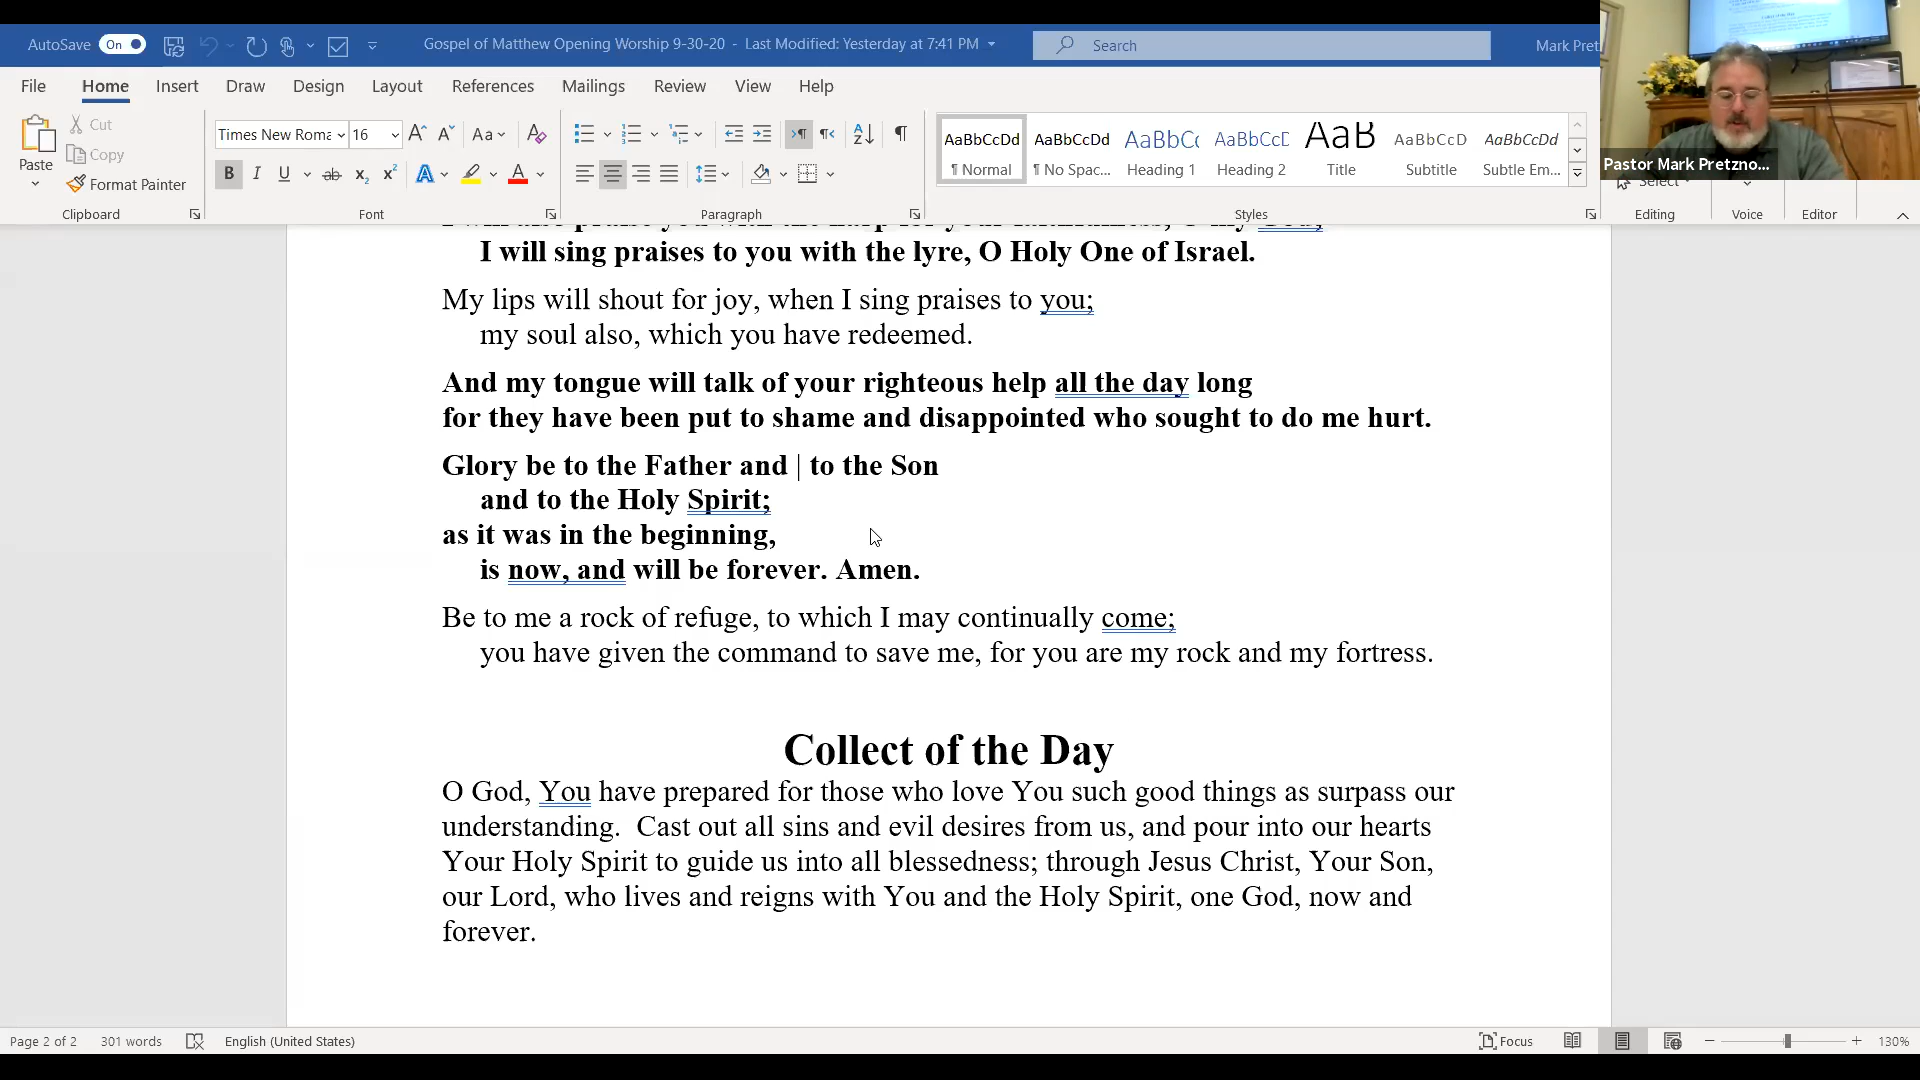 AutoSave On Gospel of Matthew Opening Worship 9-30-20 - Last Modified: Yesterday at 7:41 PM Search Mark Pret
File Home Insert Draw Design Layout References Mailings Review View Help
Paste Cut Copy Format Painter
Clipboard
Times New Roma 16
Font
Paragraph
AaBbCcDd AaBbCcDd AaBbCc AaBbCcD AaB AaBbCcD AaBbCcDd
¶ Normal ¶ No Spac... Heading 1 Heading 2 Title Subtitle Subtle Em...
Styles
Pastor Mark Pretzno...
Select
Editing Voice Editor
I will sing praises to you with the lyre, O Holy One of Israel.
My lips will shout for joy, when I sing praises to you;
my soul also, which you have redeemed.
And my tongue will talk of your righteous help all the day long
for they have been put to shame and disappointed who sought to do me hurt.
Glory be to the Father and | to the Son
and to the Holy Spirit;
as it was in the beginning,
is now, and will be forever. Amen.
Be to me a rock of refuge, to which I may continually come;
you have given the command to save me, for you are my rock and my fortress.
Collect of the Day
O God, You have prepared for those who love You such good things as surpass our
understanding.  Cast out all sins and evil desires from us, and pour into our hearts
Your Holy Spirit to guide us into all blessedness; through Jesus Christ, Your Son,
our Lord, who lives and reigns with You and the Holy Spirit, one God, now and
forever.
Page 2 of 2 301 words English (United States) Focus 130%